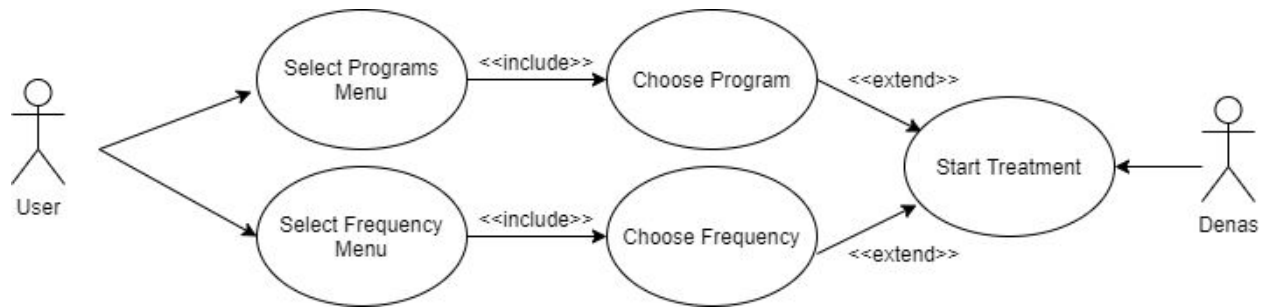 User
Select Programs
Menu
<<include>>
Choose Program
<<extend>>
Select Frequency
Menu
<<include>>
Choose Frequency
<<extend>>
Start Treatment
Denas